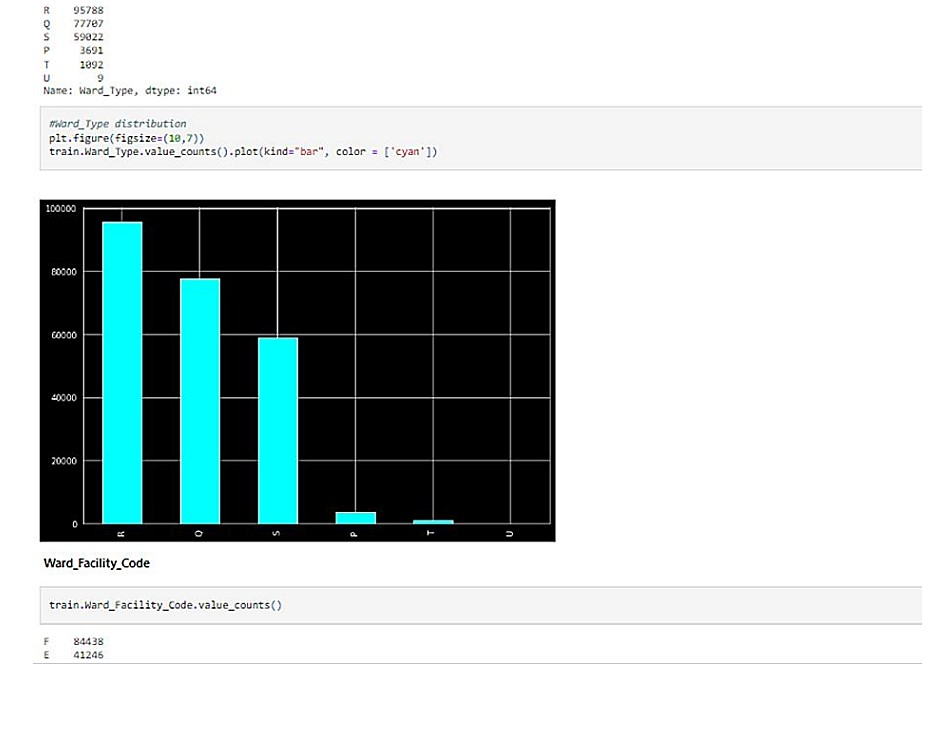 R 95788
Q 77707
S 59022
P 3691
T 1092
U 9
Name: Ward_Type, dtype: int64
#Ward_Type distribution
plt.figure(figsize=(10,7))
train.Ward_Type.value_counts().plot(kind="bar", color = ['cyan'])
100000
80000
60000
40000
20000
0
R Q S P T U
Ward_Facility_Code
train.Ward_Facility_Code.value_counts()
F 84438
E 41246